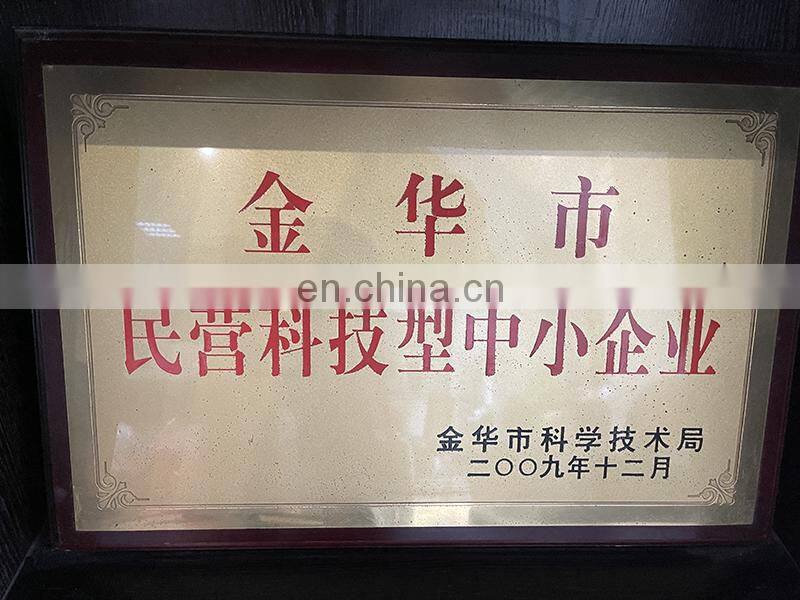 金华市
en.china.cn
民营科技型中小企业
金华市科学技术局
二〇〇九年十二月